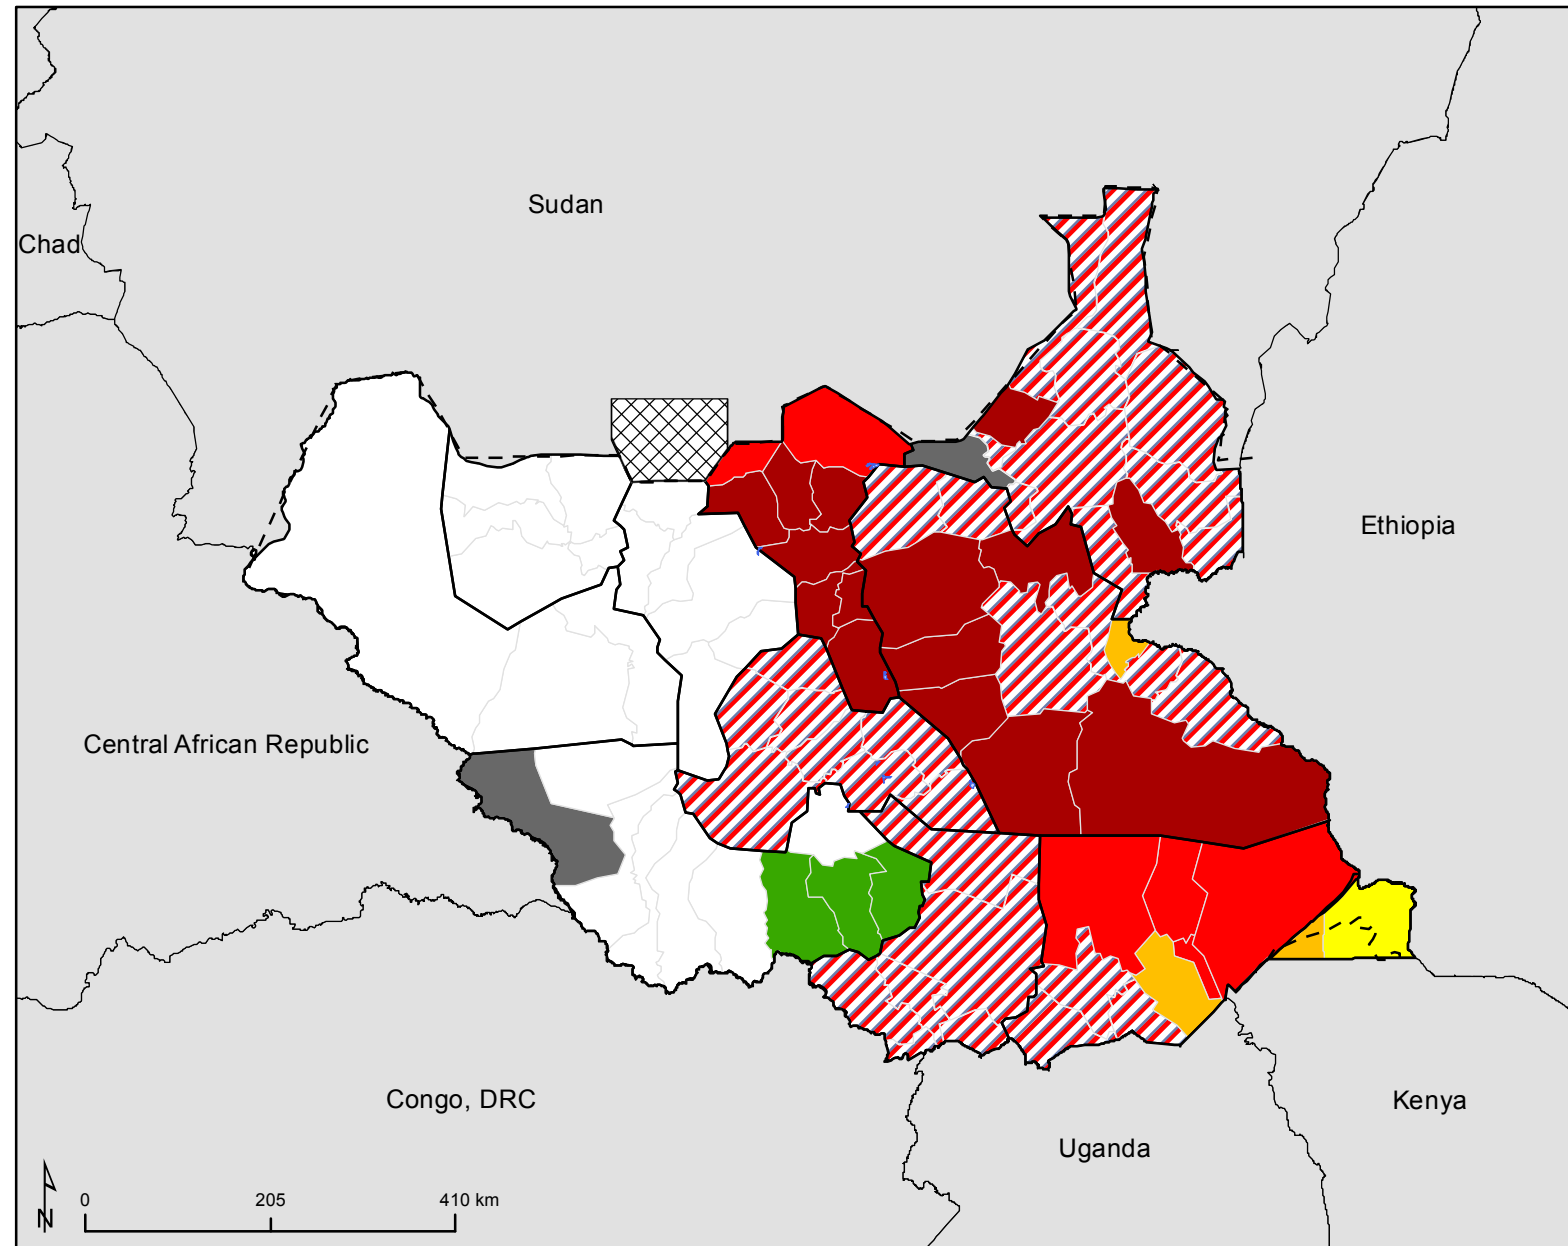 Sudan
Chad
Ethiopia
Central African Republic
Congo, DRC
Kenya
Uganda
N
0 205 410 km